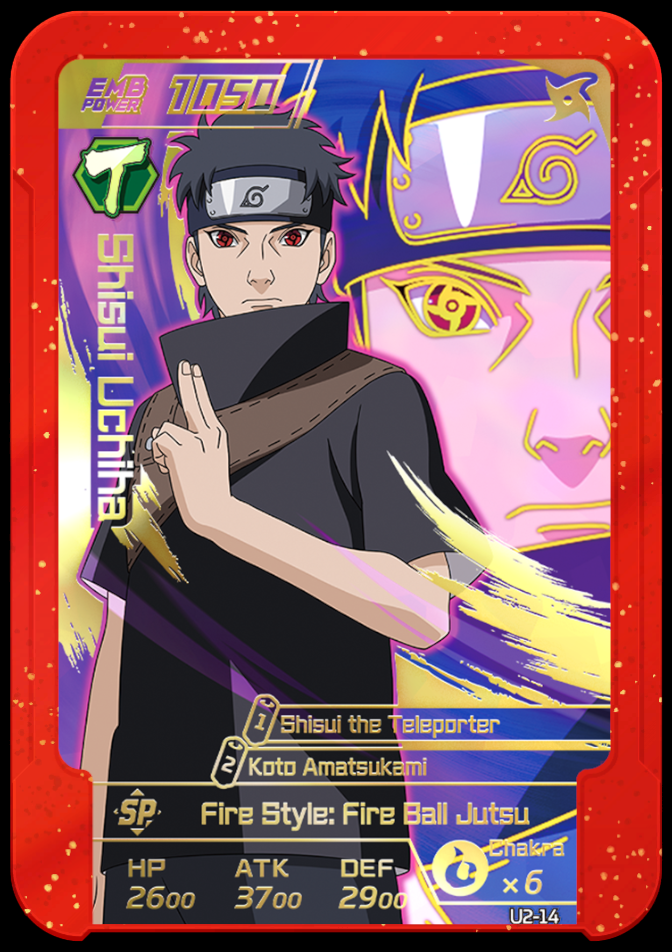 EMB
POWER 1050
T
Shisui Uchiha
1 Shisui the Teleporter
2 Koto Amatsukami
SP Fire Style: Fire Ball Jutsu
HP ATK DEF Chakra
2600 3700 2900 ×6
U2-14